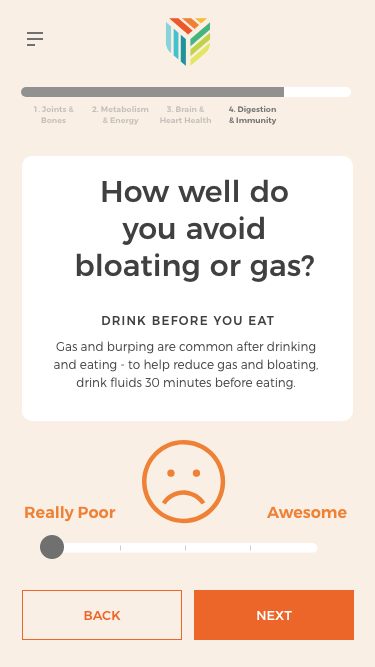 1. Joints & Bones
2. Metabolism & Energy
3. Brain & Heart Health
4. Digestion & Immunity
How well do
you avoid
bloating or gas?
DRINK BEFORE YOU EAT
Gas and burping are common after drinking
and eating - to help reduce gas and bloating,
drink fluids 30 minutes before eating.
Really Poor
Awesome
BACK
NEXT